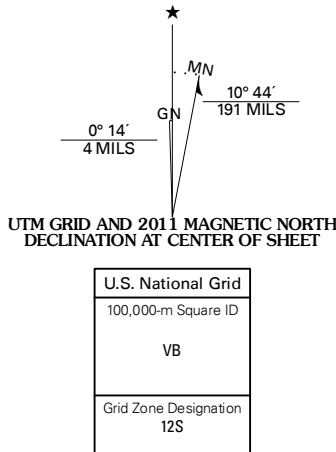 ★
MN
GN
10° 44´
191 MILS
0° 14´
4 MILS
UTM GRID AND 2011 MAGNETIC NORTH
DECLINATION AT CENTER OF SHEET
U.S. National Grid
100,000-m Square ID
VB
Grid Zone Designation
12S